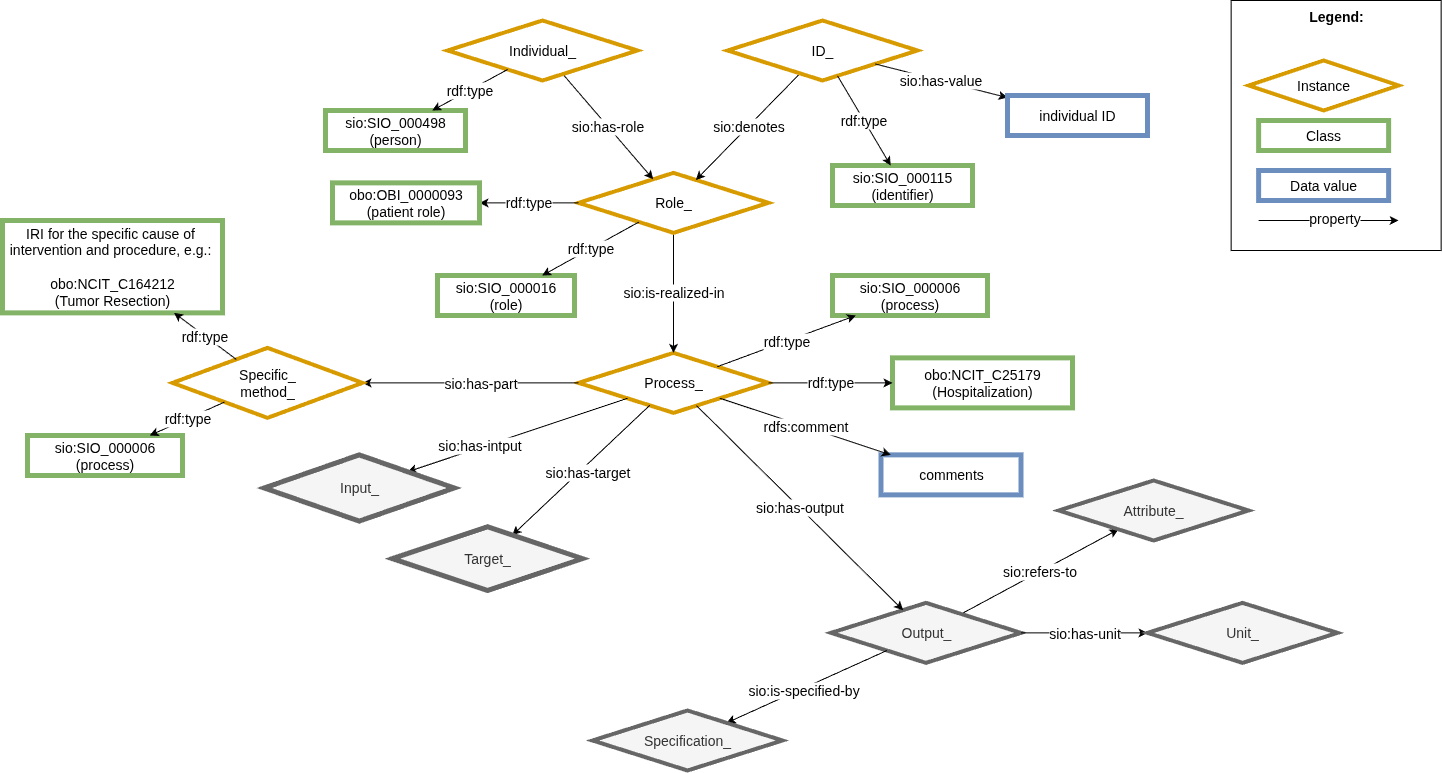 Legend:
Individual_
ID_
rdf:type
sio:has-value
Instance
sio:SIO_000498
(person)
sio:has-role
sio:denotes
rdf:type
individual ID
Class
sio:SIO_000115
(identifier)
Data value
obo:OBI_0000093
(patient role)
rdf:type
Role_
property
IRI for the specific cause of
intervention and procedure, e.g.:
obo:NCIT_C164212
(Tumor Resection)
rdf:type
sio:SIO_000016
(role)
sio:is-realized-in
sio:SIO_000006
(process)
rdf:type
rdf:type
Specific_
method_
sio:has-part
Process_
rdf:type
obo:NCIT_C25179
(Hospitalization)
rdf:type
sio:SIO_000006
(process)
sio:has-intput
rdfs:comment
comments
Input_
sio:has-target
sio:has-output
Attribute_
Target_
sio:refers-to
Output_
sio:has-unit
Unit_
sio:is-specified-by
Specification_